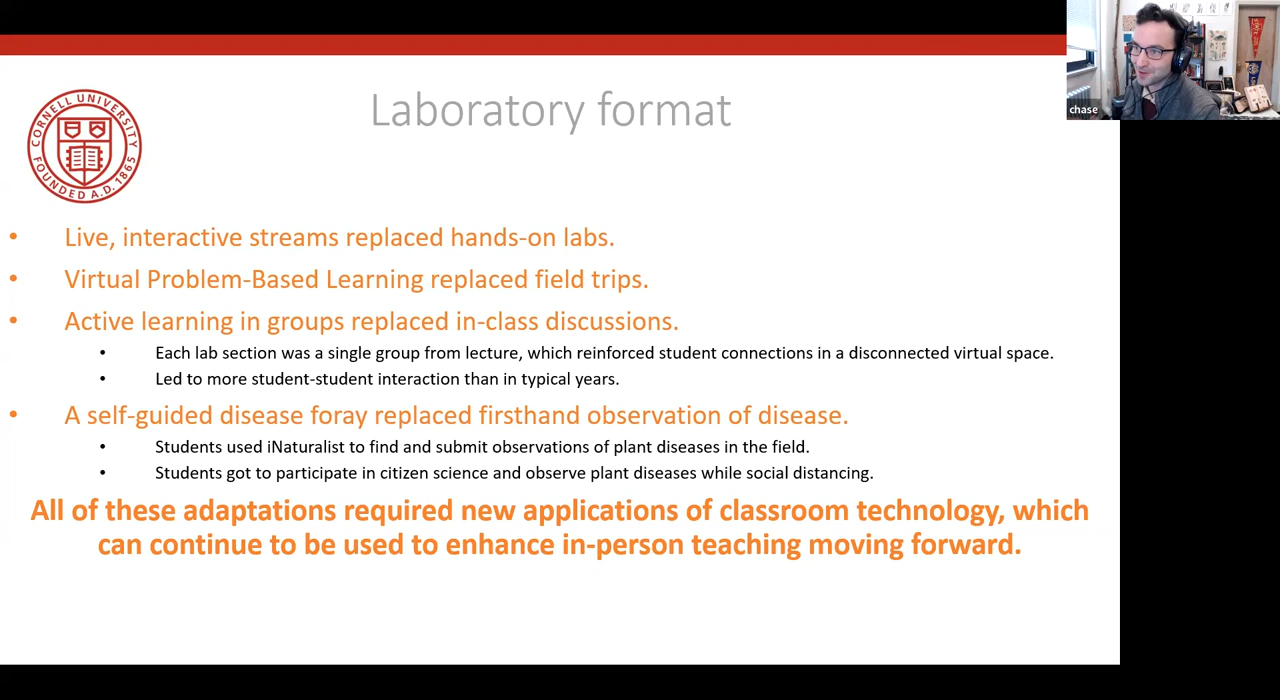 chase
Laboratory format
CORNELL UNIVERSITY
FOUNDED A.D. 1865
• Live, interactive streams replaced hands-on labs.
• Virtual Problem-Based Learning replaced field trips.
• Active learning in groups replaced in-class discussions.
• Each lab section was a single group from lecture, which reinforced student connections in a disconnected virtual space.
• Led to more student-student interaction than in typical years.
• A self-guided disease foray replaced firsthand observation of disease.
• Students used iNaturalist to find and submit observations of plant diseases in the field.
• Students got to participate in citizen science and observe plant diseases while social distancing.
All of these adaptations required new applications of classroom technology, which
can continue to be used to enhance in-person teaching moving forward.